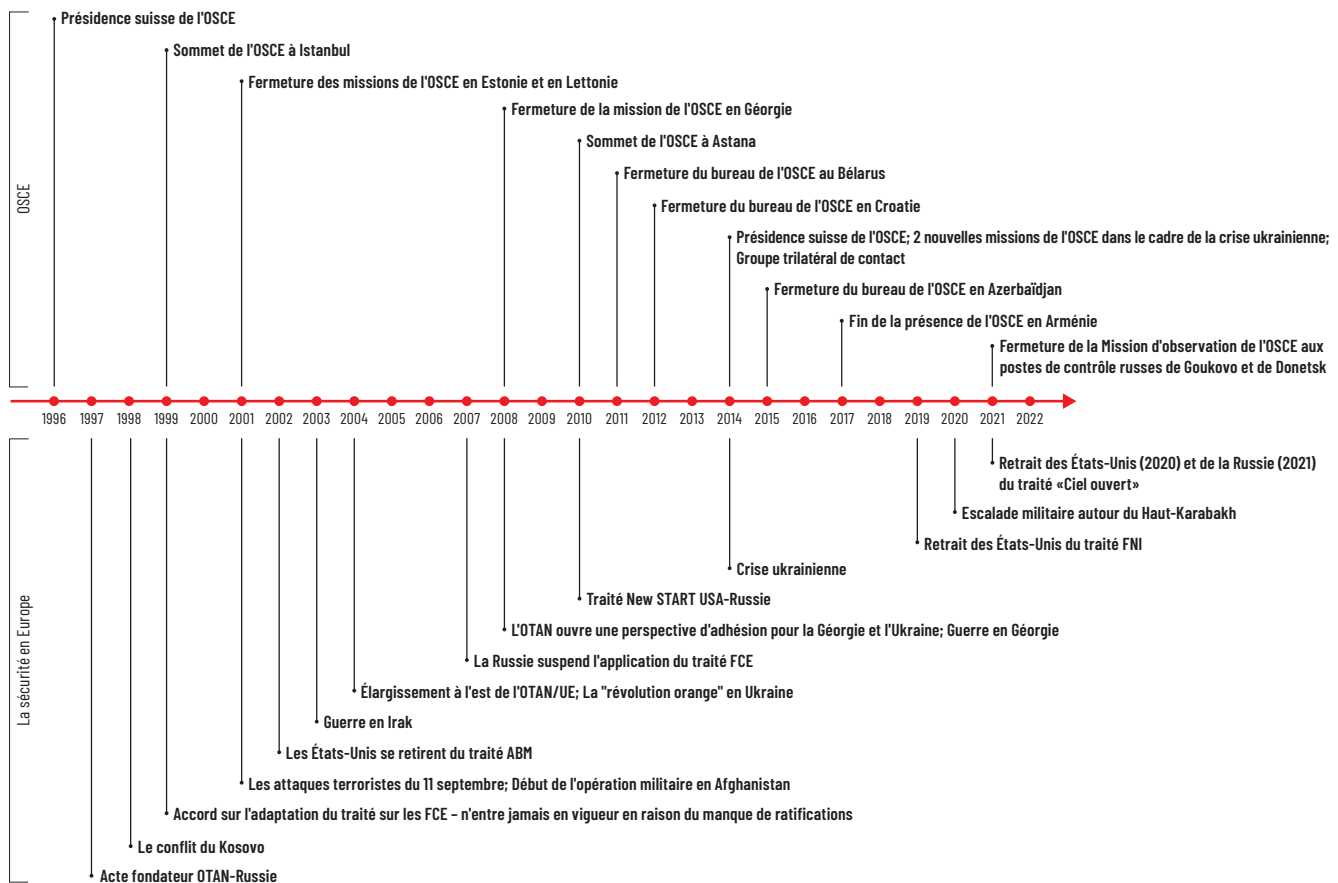 OSCE
Présidence suisse de l'OSCE
Sommet de l'OSCE à Istanbul
Fermeture des missions de l'OSCE en Estonie et en Lettonie
Fermeture de la mission de l'OSCE en Géorgie
Sommet de l'OSCE à Astana
Fermeture du bureau de l'OSCE au Bélarus
Fermeture du bureau de l'OSCE en Croatie
Présidence suisse de l'OSCE; 2 nouvelles missions de l'OSCE dans le cadre de la crise ukrainienne;
Groupe trilatéral de contact
Fermeture du bureau de l'OSCE en Azerbaïdjan
Fin de la présence de l'OSCE en Arménie
Fermeture de la Mission d'observation de l'OSCE aux
postes de contrôle russes de Goukovo et de Donetsk
1996 1997 1998 1999 2000 2001 2002 2003 2004 2005 2006 2007 2008 2009 2010 2011 2012 2013 2014 2015 2016 2017 2018 2019 2020 2021 2022
La sécurité en Europe
Retrait des États-Unis (2020) et de la Russie (2021)
du traité «Ciel ouvert»
Escalade militaire autour du Haut-Karabakh
Retrait des États-Unis du traité FNI
Crise ukrainienne
Traité New START USA-Russie
L'OTAN ouvre une perspective d'adhésion pour la Géorgie et l'Ukraine; Guerre en Géorgie
La Russie suspend l'application du traité FCE
Élargissement à l'est de l'OTAN/UE; La "révolution orange" en Ukraine
Guerre en Irak
Les États-Unis se retirent du traité ABM
Les attaques terroristes du 11 septembre; Début de l'opération militaire en Afghanistan
Accord sur l'adaptation du traité sur les FCE – n'entre jamais en vigueur en raison du manque de ratifications
Le conflit du Kosovo
Acte fondateur OTAN-Russie